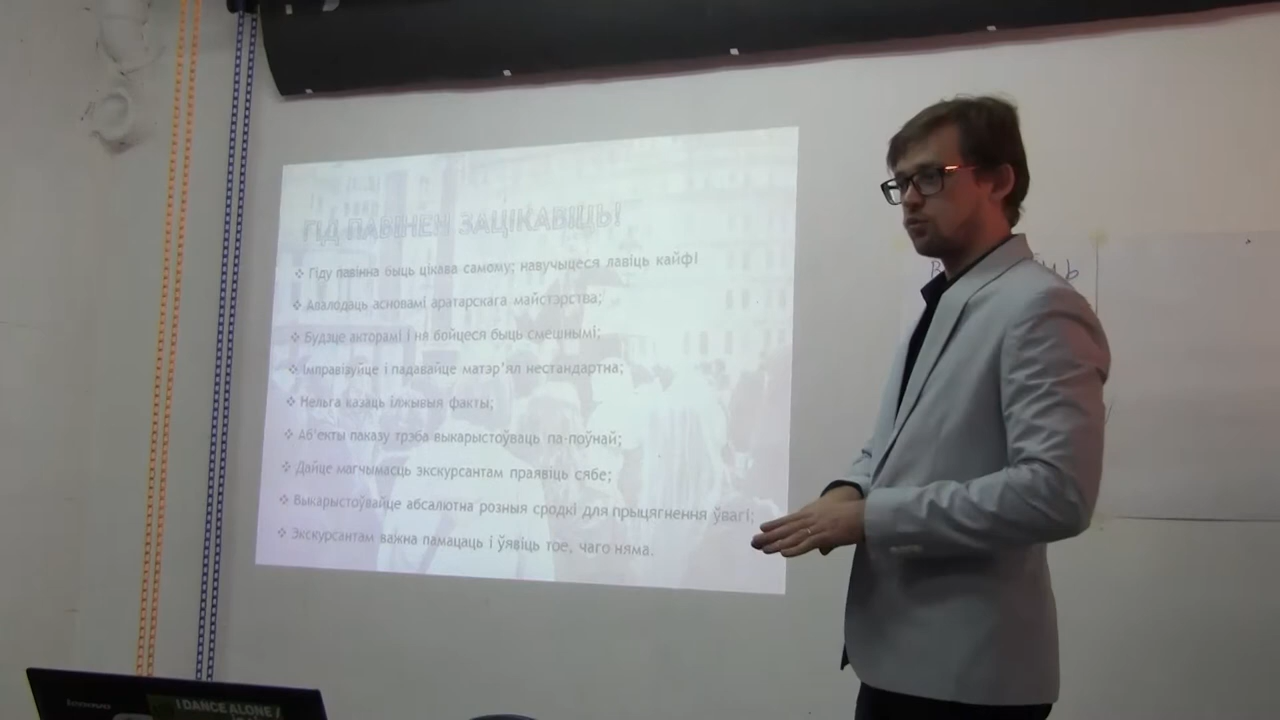 ГІД ПАВІНЕН ЗАЦІКАВІЦЬ!
❖ Гіду павінна быць цікава самому; навучыцеся лавіць кайф!
❖ Авалодаць асновамі аратарскага майстэрства;
❖ Будзце акторамі і ня бойцеся быць смешнымі;
❖ Імправізуйце і падавайце матэр'ял нестандартна;
❖ Нельга казаць ілжывыя факты;
❖ Аб'екты паказу трэба выкарыстоўваць па-поўнай;
❖ Дайце магчымасць экскурсантам праявіць сябе;
❖ Выкарыстоўвайце абсалютна розныя сродкі для прыцягнення ўвагі;
❖ Экскурсантам важна памацаць і ўявіць тое, чаго няма.
lenovo
I DANCE ALONE /